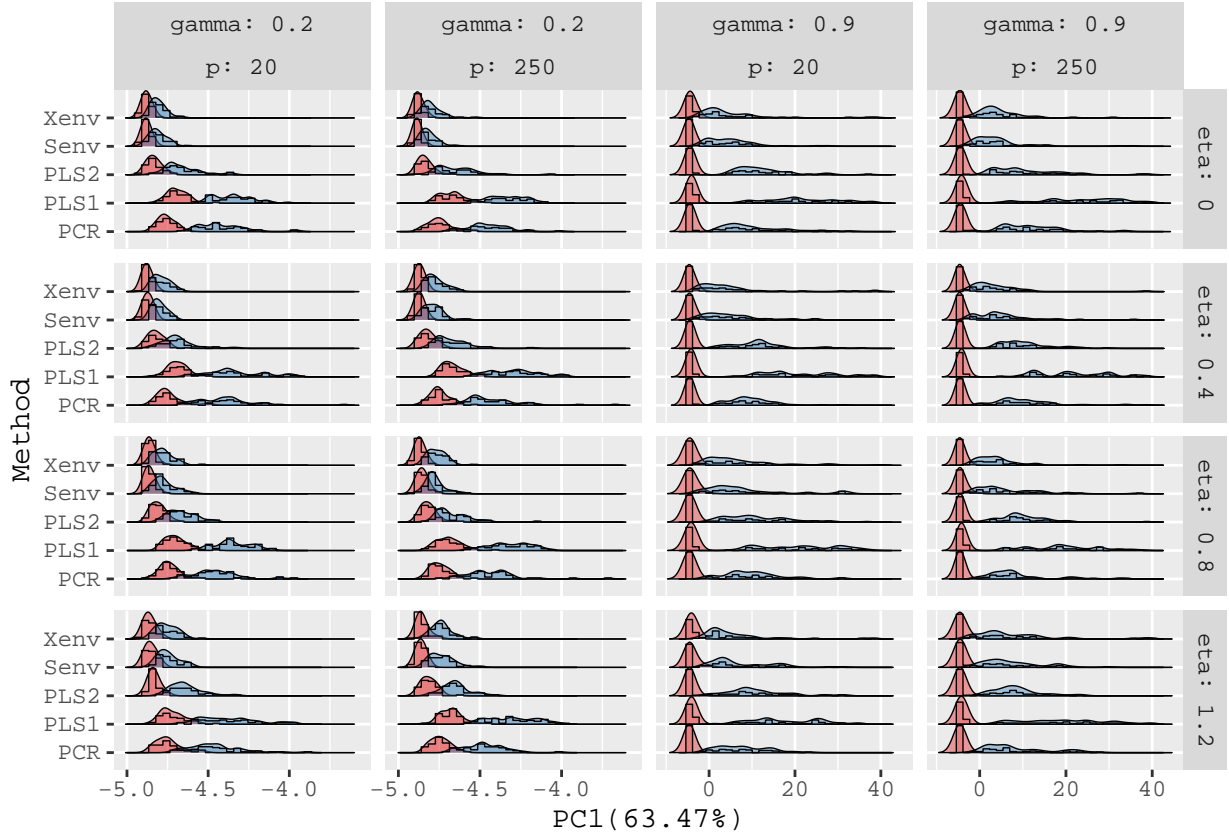 gamma: 0.2
gamma: 0.2
gamma: 0.9
gamma: 0.9
p: 20
p: 250
p: 20
p: 250
Xenv
Senv
PLS2
PLS1
PCR
eta: 0
Xenv
Senv
PLS2
PLS1
PCR
eta: 0.4
Xenv
Senv
PLS2
PLS1
PCR
eta: 0.8
Xenv
Senv
PLS2
PLS1
PCR
eta: 1.2
Method
−5.0 −4.5 −4.0
−5.0 −4.5 −4.0
0 20 40
0 20 40
PC1(63.47%)